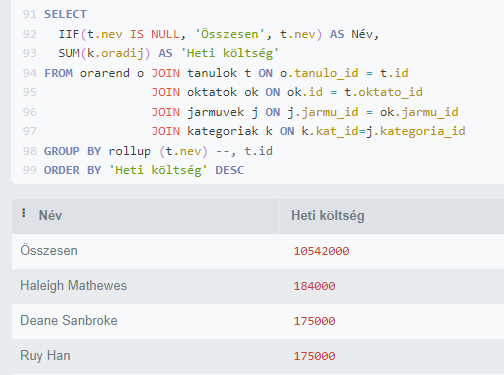 91 SELECT
92 IIF(t.nev IS NULL, 'Összesen', t.nev) AS Név,
93 SUM(k.oradij) AS 'Heti költség'
94 FROM orarend o JOIN tanulok t ON o.tanulo_id = t.id
95 JOIN oktatok ok ON ok.id = t.oktato_id
96 JOIN jarmuvek j ON j.jarmu_id = ok.jarmu_id
97 JOIN kategoriak k ON k.kat_id=j.kategoria_id
98 GROUP BY rollup (t.nev) --, t.id
99 ORDER BY 'Heti költség' DESC
Név Heti költség
Összesen 10542000
Haleigh Mathewes 184000
Deane Sanbroke 175000
Ruy Han 175000